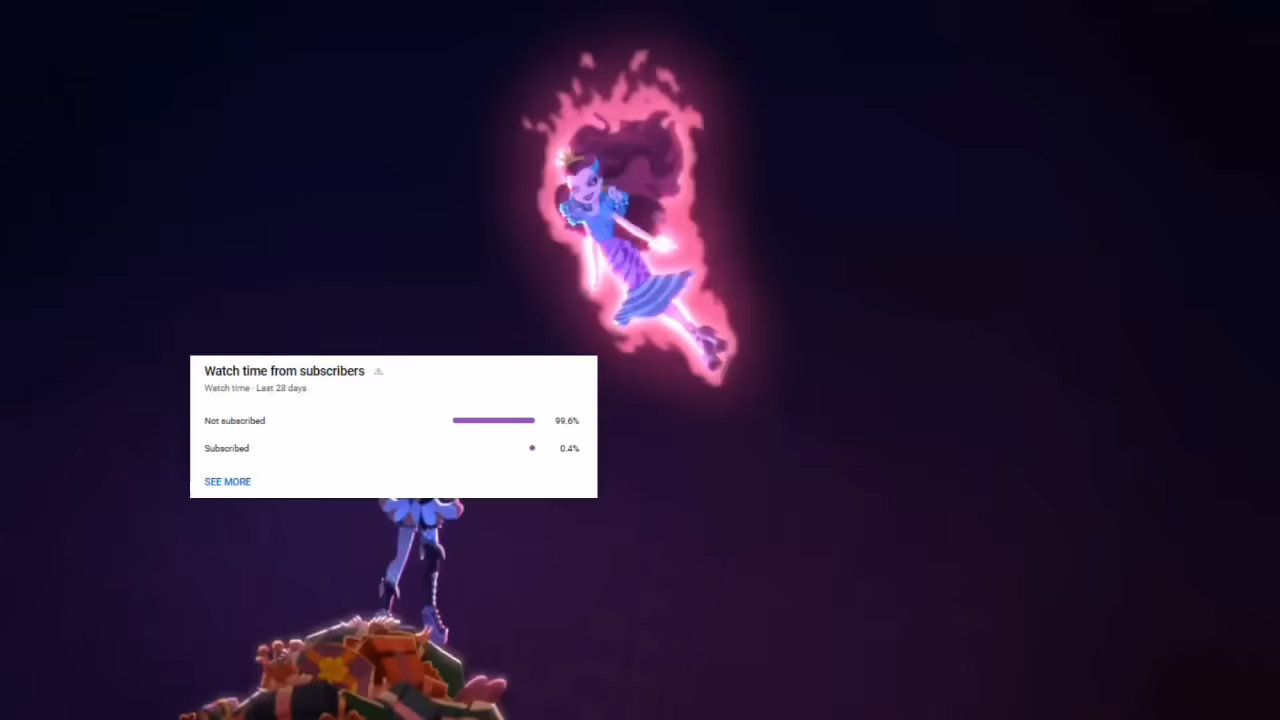 Watch time from subscribers
Watch time · Last 28 days
Not subscribed 99.6%
Subscribed 0.4%
SEE MORE